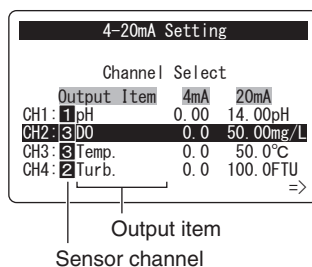 4-20mA Setting
Channel Select
Output Item 4mA 20mA
CH1: 1 pH 0.00 14.00pH
CH2: 3 DO 0.0 50.00mg/L
CH3: 3 Temp. 0.0 50.0°C
CH4: 2 Turb. 0.0 100.0FTU
=>
Output item
Sensor channel